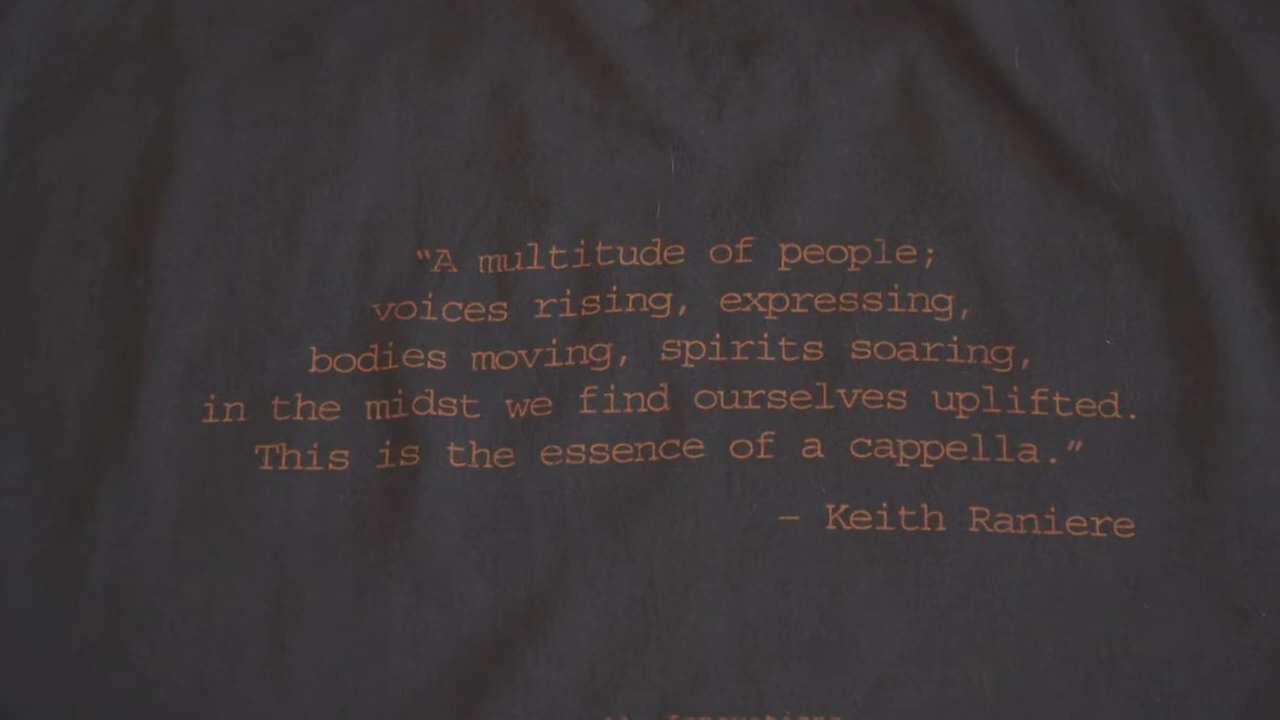 “A multitude of people;
voices rising, expressing,
bodies moving, spirits soaring,
in the midst we find ourselves uplifted.
This is the essence of a cappella.”
– Keith Raniere